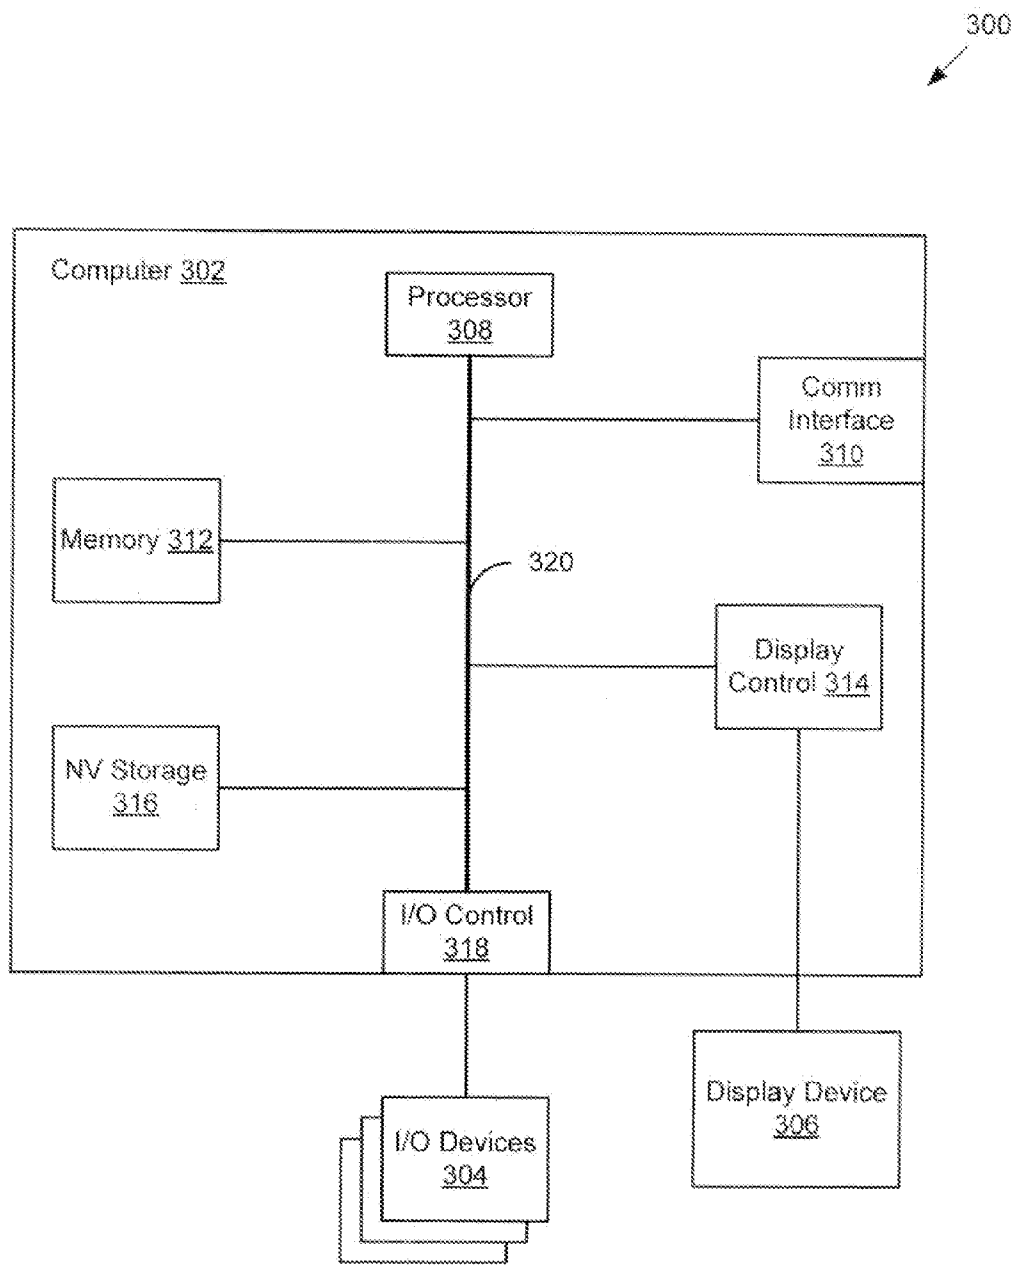 300
Computer 302
Processor
308
Comm
Interface
310
Memory 312
320
Display
Control 314
NV Storage
316
I/O Control
318
Display Device
306
I/O Devices
304